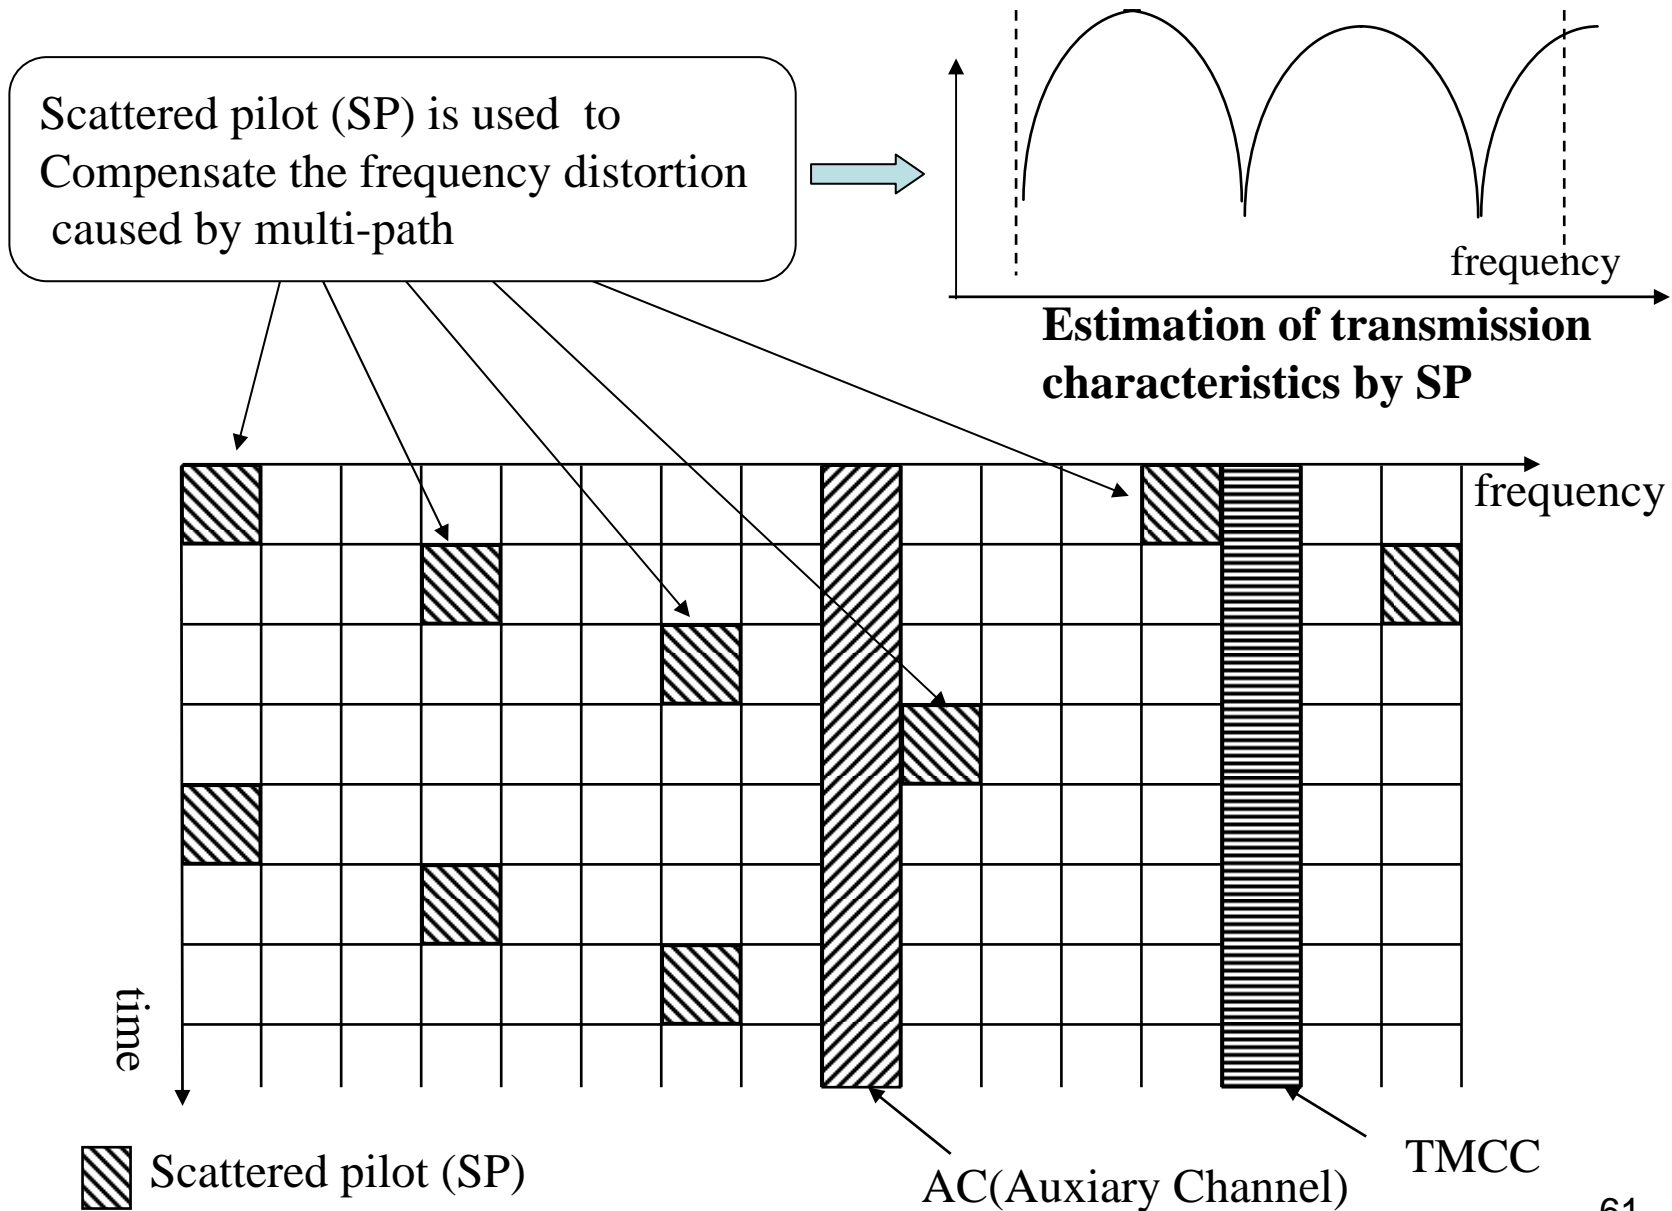 Scattered pilot (SP) is used to
Compensate the frequency distortion
caused by multi-path
frequency
Estimation of transmission
characteristics by SP
frequency
time
Scattered pilot (SP)
AC(Auxiary Channel)
TMCC
61